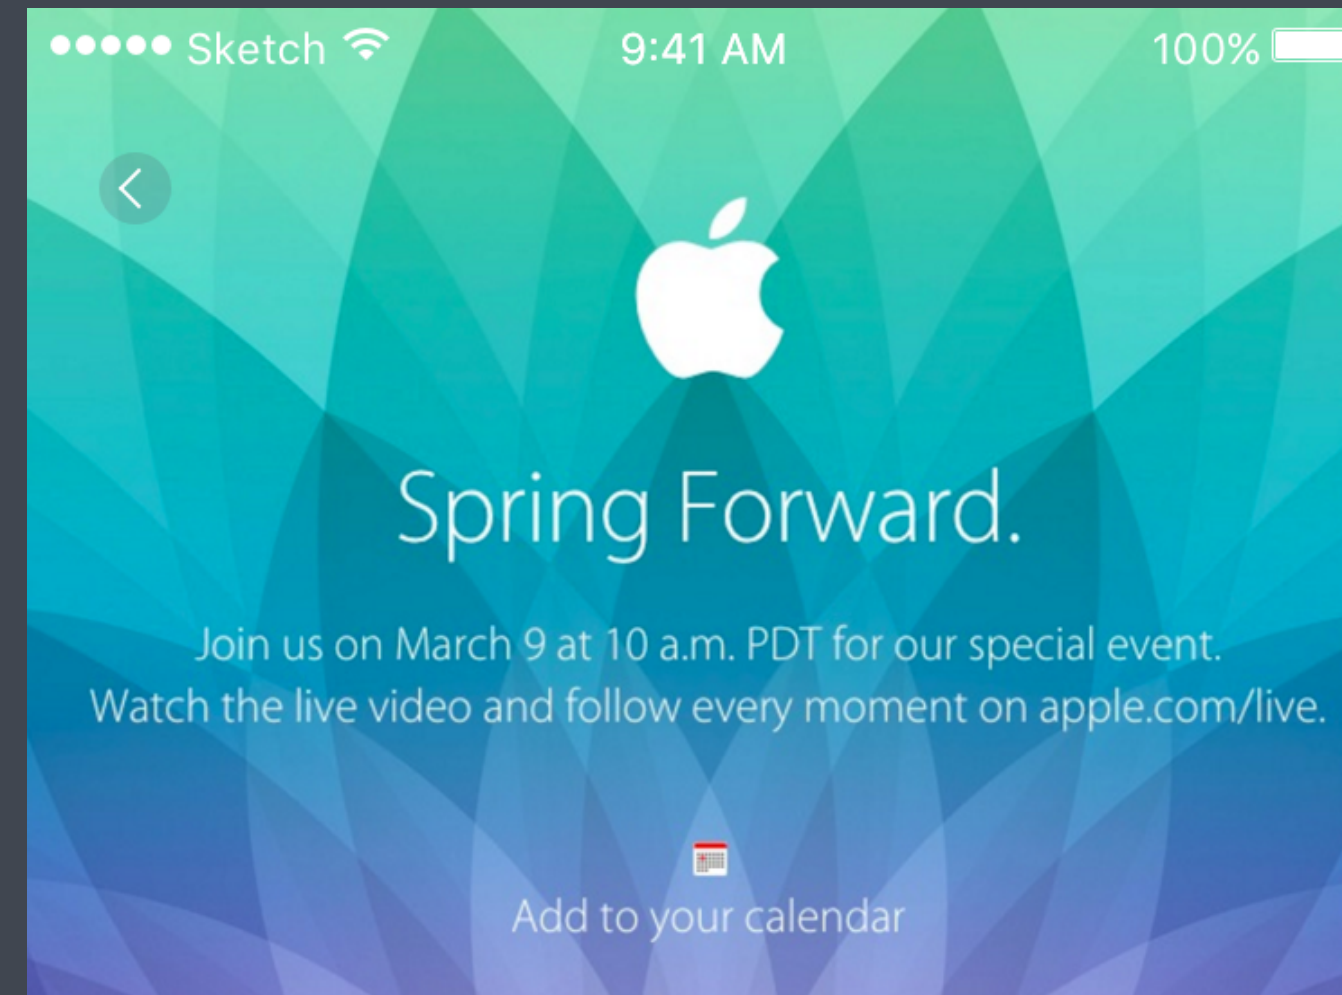 ●●●●● Sketch 9:41 AM 100%
Spring Forward.
Join us on March 9 at 10 a.m. PDT for our special event.
Watch the live video and follow every moment on apple.com/live.
Add to your calendar